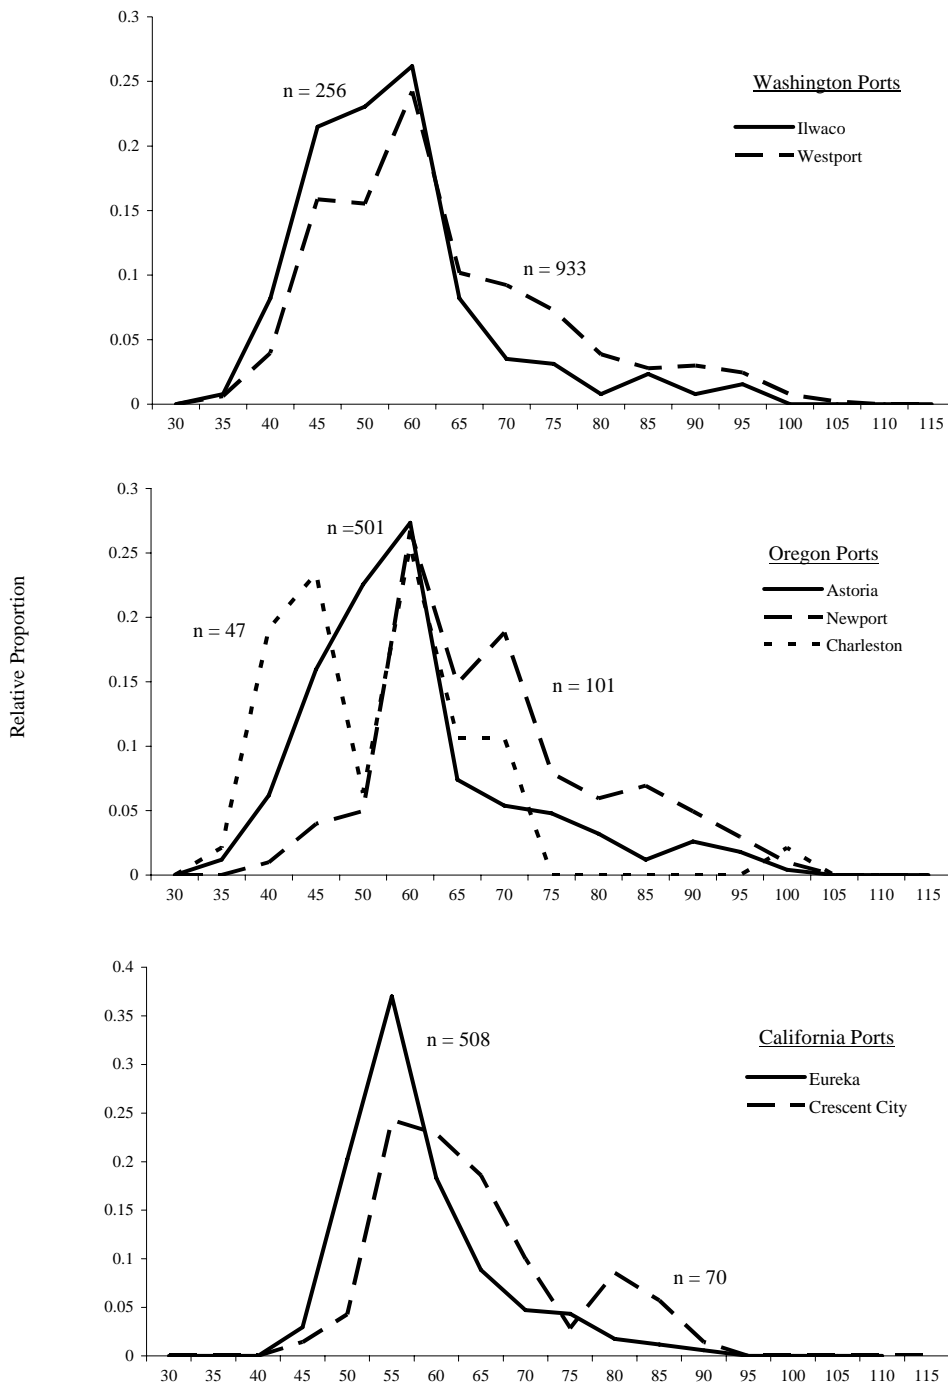 0.3
0.25
0.2
0.15
0.1
0.05
0
n = 256
n = 933
Washington Ports
Ilwaco
Westport
30 35 40 45 50 60 65 70 75 80 85 90 95 100 105 110 115
Relative Proportion
0.3
0.25
0.2
0.15
0.1
0.05
0
n =501
n = 47
n = 101
Oregon Ports
Astoria
Newport
Charleston
30 35 40 45 50 60 65 70 75 80 85 90 95 100 105 110 115
0.4
0.35
0.3
0.25
0.2
0.15
0.1
0.05
0
n = 508
n = 70
California Ports
Eureka
Crescent City
30 35 40 45 50 55 60 65 70 75 80 85 90 95 100 105 110 115